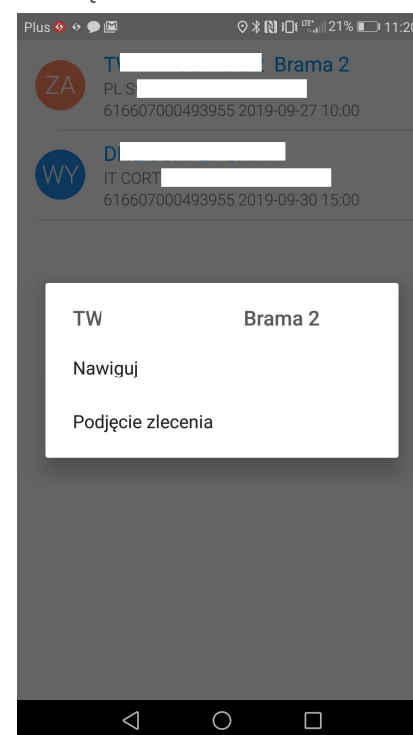 Plus 21% 11:20
ZA
Brama 2
PL S
616607000493955 2019-09-27 10:00
WY
D
IT CORT
616607000493955 2019-09-30 15:00
TW Brama 2
Nawiguj
Podjęcie zlecenia